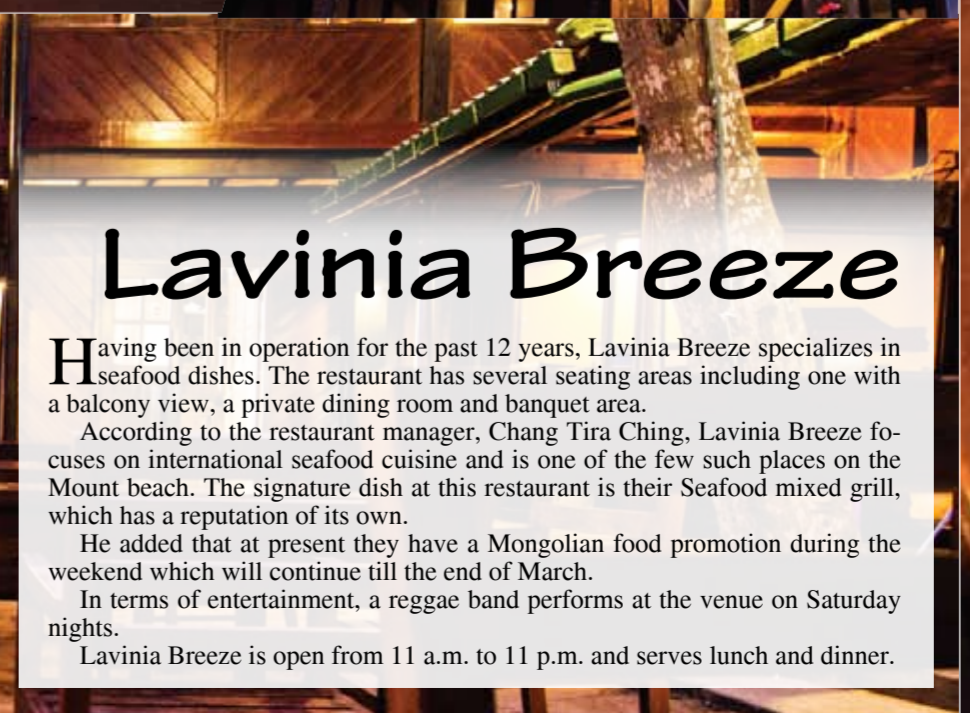 Lavinia Breeze
Having been in operation for the past 12 years, Lavinia Breeze specializes in
seafood dishes. The restaurant has several seating areas including one with
a balcony view, a private dining room and banquet area.
According to the restaurant manager, Chang Tira Ching, Lavinia Breeze fo-
cuses on international seafood cuisine and is one of the few such places on the
Mount beach. The signature dish at this restaurant is their Seafood mixed grill,
which has a reputation of its own.
He added that at present they have a Mongolian food promotion during the
weekend which will continue till the end of March.
In terms of entertainment, a reggae band performs at the venue on Saturday
nights.
Lavinia Breeze is open from 11 a.m. to 11 p.m. and serves lunch and dinner.